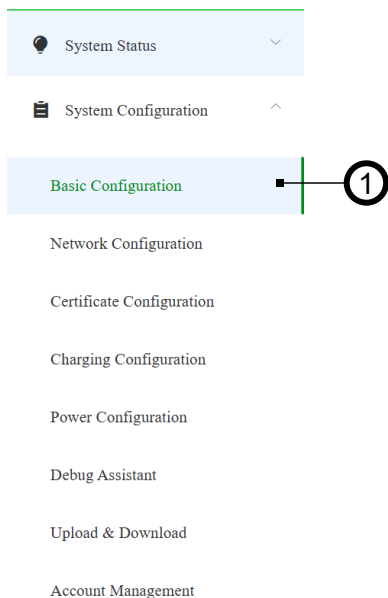 System Status
System Configuration
Basic Configuration
1
Network Configuration
Certificate Configuration
Charging Configuration
Power Configuration
Debug Assistant
Upload & Download
Account Management